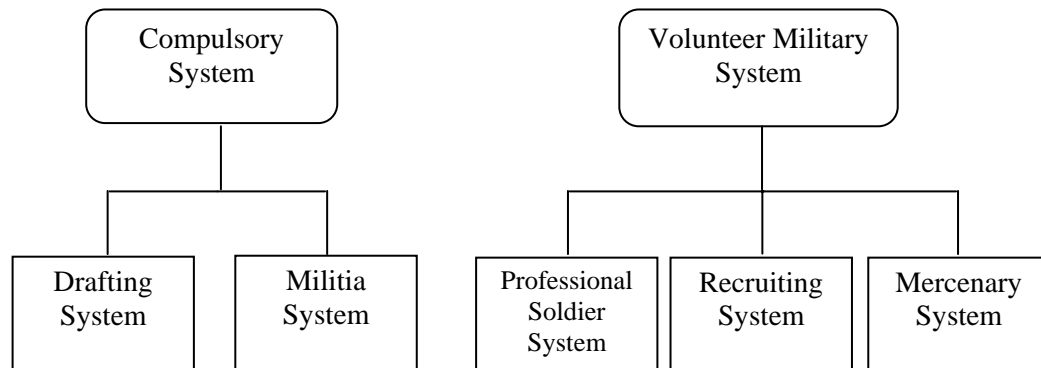 Compulsory
System
Volunteer Military
System
Drafting
System
Militia
System
Professional
Soldier
System
Recruiting
System
Mercenary
System